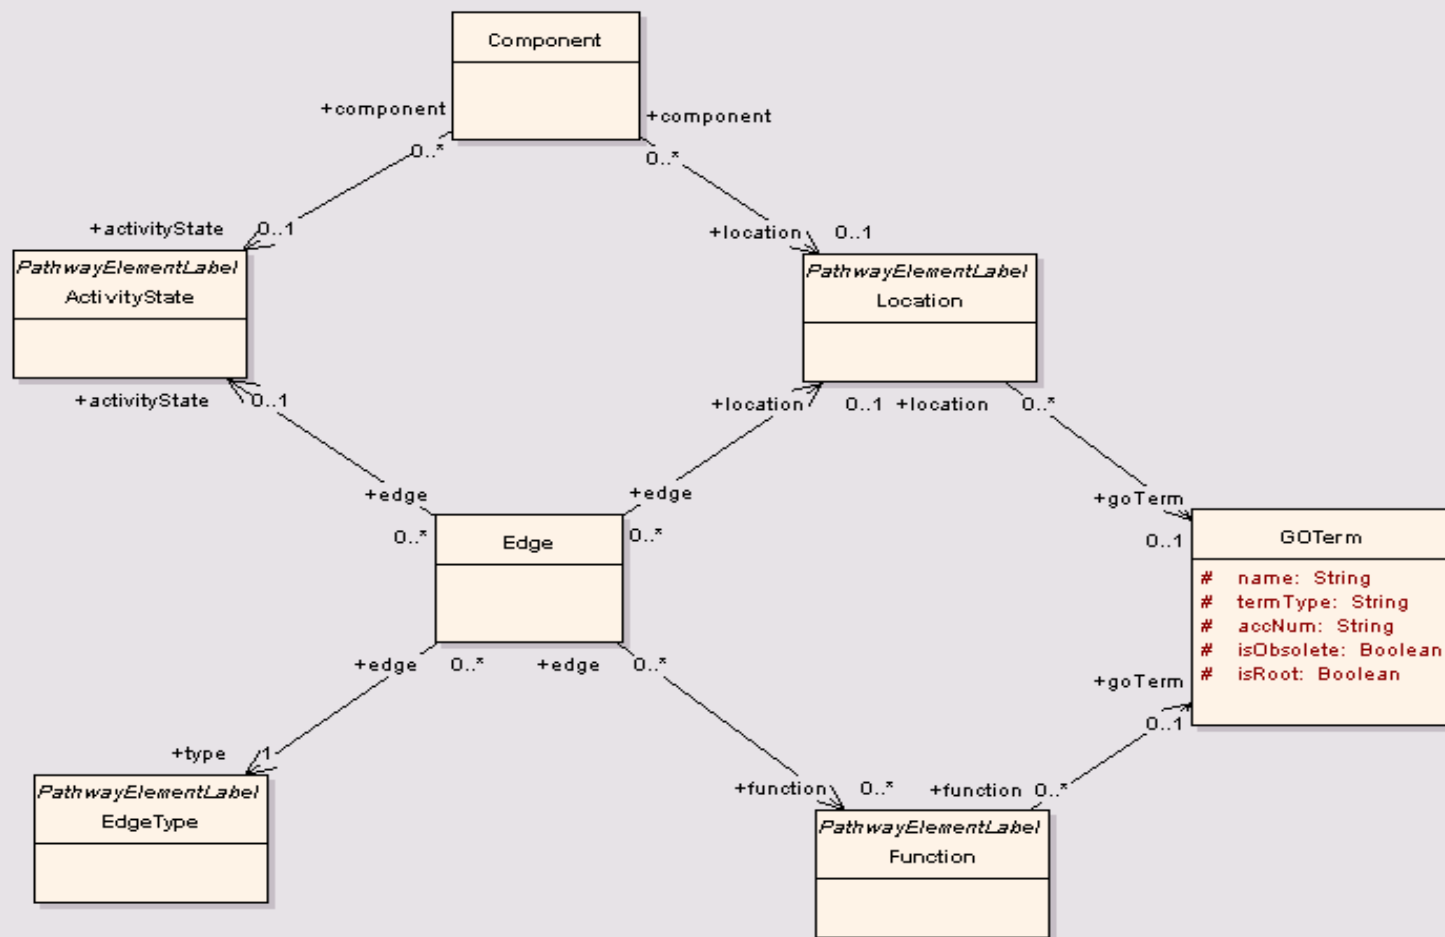 Component
+component
+component
0..*
0..*
+activityState 0..1
+location 0..1
PathwayElementLabel
ActivityState
PathwayElementLabel
Location
+activityState 0..1
+location 0..1 +location 0..*
+edge
+edge
+goTerm
0..*
0..*
0..1
Edge
GOTerm
# name: String
# termType: String
# accNum: String
# isObsolete: Boolean
# isRoot: Boolean
+edge 0..* +edge 0..*
+goTerm
0..1
+type 1
PathwayElementLabel
EdgeType
+function 0..* +function 0..*
PathwayElementLabel
Function